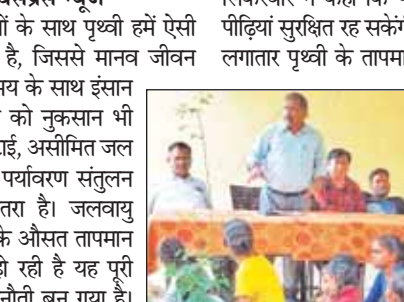 ों के साथ पृथ्वी हमें ऐसी
है, जिससे मानव जीवन
मय के साथ इंसान
को नुकसान भी
टाई, असीमित जल
पर्यावरण संतुलन
तरा है। जलवायु
के औसत तापमान
हो रही है यह पूरी
नौती बन गया है।
पीढ़ियां सुरक्षित रह सकेंगी
लगातार पृथ्वी के तापमा